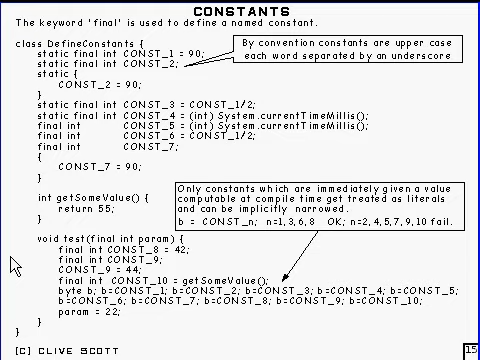 CONSTANTS
The keyword 'final' is used to define a named constant.
class DefineConstants {
static final int CONST_1 = 90;
static final int CONST_2;
By convention constants are upper case
each word separated by an underscore
static {
CONST_2 = 90;
}
static final int CONST_3 = CONST_1/2;
static final int CONST_4 = (int) System.currentTimeMillis();
final int CONST_5 = (int) System.currentTimeMillis();
final int CONST_6 = CONST_1/2;
final int CONST_7;
{
CONST_7 = 90;
}
int getSomeValue() {
return 55;
}
Only constants which are immediately given a value
computable at compile time get treated as literals
and can be implicifly narrowed.
b = CONST_n; n=1,3,6,8 OK; n=2,4,5,7,9,10 fail.
void test(final int param) {
final int CONST_8 = 42;
final int CONST_9;
CONST_9 = 44;
final int CONST_10 = getSomeValue();
byte b; b=CONST_1; b=CONST_2; b=CONST_3; b=CONST_4; b=CONST_5;
b=CONST_6; b=CONST_7; b=CONST_8; b=CONST_9; b=CONST_10;
param = 22;
}
}
[C] CLIVE SCOTT
15